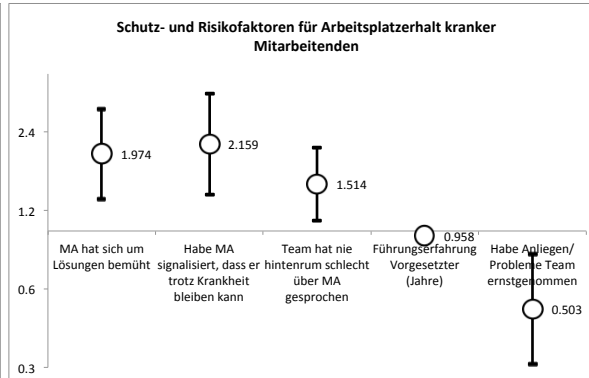 Schutz- und Risikofaktoren für Arbeitsplatzerhalt kranker
Mitarbeitenden
2.4
1.2
0.6
0.3
1.974
2.159
1.514
0.958
0.503
MA hat sich um
Lösungen bemüht
Habe MA
signalisiert, dass er
trotz Krankheit
bleiben kann
Team hat nie
hintenrum schlecht
über MA
gesprochen
Führungserfahrung
Vorgesetzter
(Jahre)
Habe Anliegen/
Probleme Team
ernstgenommen